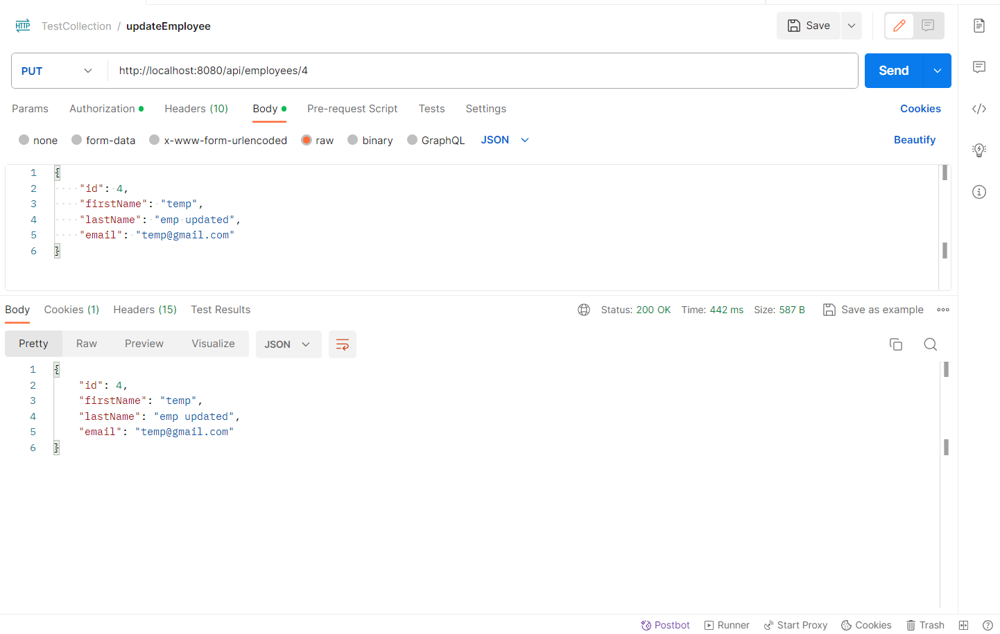 HTTP TestCollection / updateEmployee Save
PUT http://localhost:8080/api/employees/4 Send
Params Authorization Headers (10) Body Pre-request Script Tests Settings Cookies
none form-data x-www-form-urlencoded raw binary GraphQL JSON Beautify
1 {
2 "id": 4,
3 "firstName": "temp",
4 "lastName": "emp updated",
5 "email": "temp@gmail.com"
6 }
Body Cookies (1) Headers (15) Test Results Status: 200 OK Time: 442 ms Size: 587 B Save as example
Pretty Raw Preview Visualize JSON
1 {
2 "id": 4,
3 "firstName": "temp",
4 "lastName": "emp updated",
5 "email": "temp@gmail.com"
6 }
Postbot Runner Start Proxy Cookies Trash